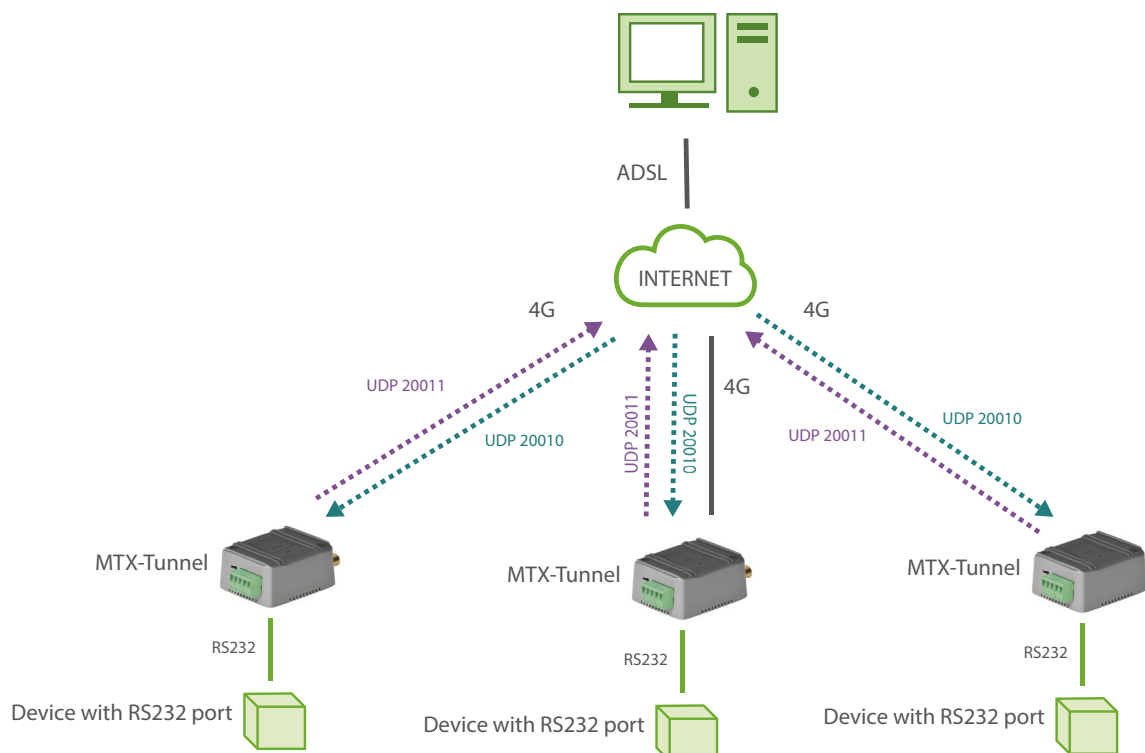 ADSL
INTERNET
4G
4G
4G
UDP 20011
UDP 20010
UDP 20011
UDP 20010
UDP 20010
UDP 20011
MTX-Tunnel
MTX-Tunnel
MTX-Tunnel
RS232
RS232
RS232
Device with RS232 port
Device with RS232 port
Device with RS232 port